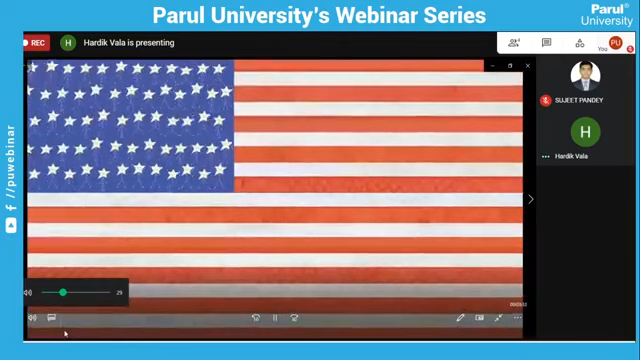 Parul University's Webinar Series
Parul®
University
REC
H
Hardik Vala is presenting
PU
You
SUJEET PANDEY
H
Hardik Vala
29
/puwebinar